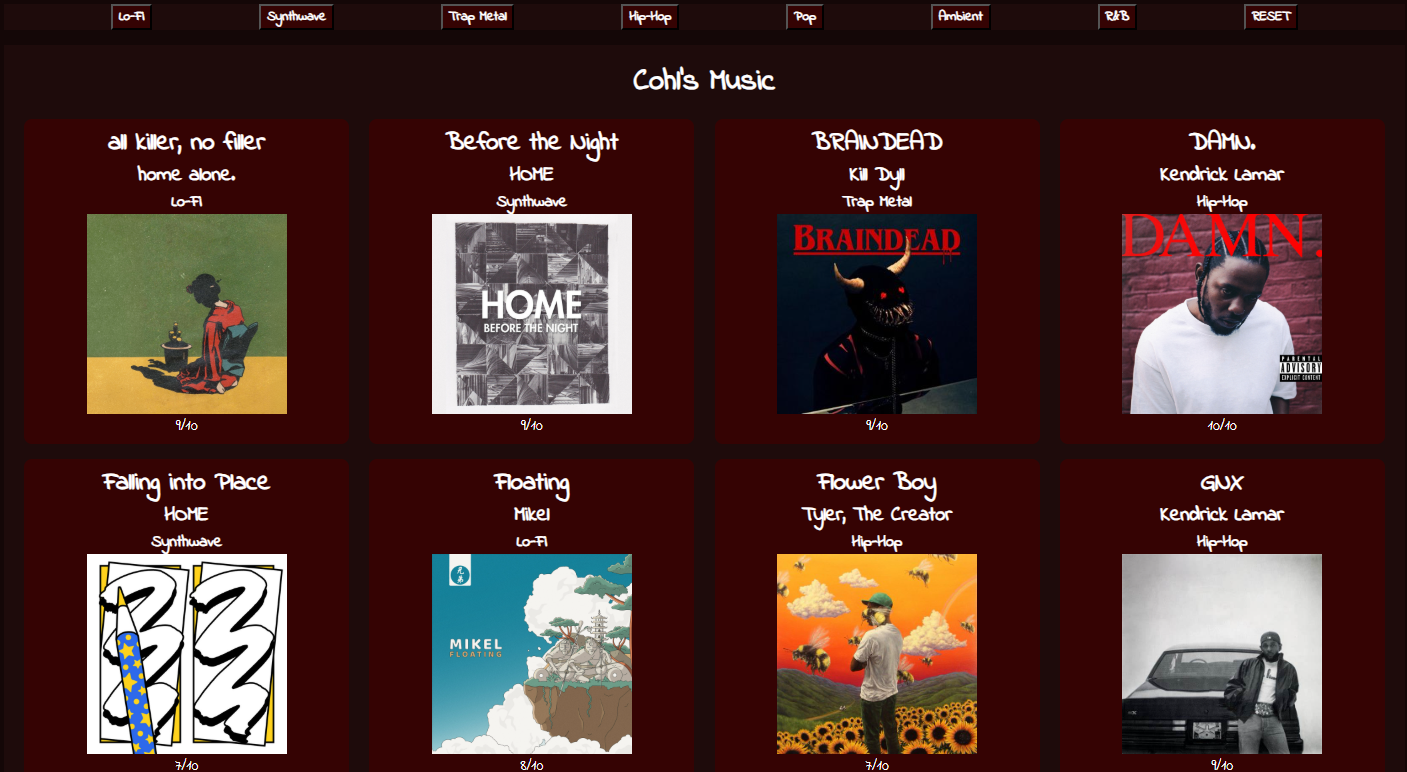 Lo-Fi Synthwave Trap Metal Hip-Hop Pop Ambient R&B RESET
Cohl's Music
all killer, no filler
home alone.
Lo-Fi
9/10
Before the Night
HOME
Synthwave
HOME
BEFORE THE NIGHT
9/10
BRAINDEAD
Kill Dyll
Trap Metal
BRAINDEAD
9/10
DAMN.
Kendrick Lamar
Hip-Hop
DAMN.
PARENTAL
ADVISORY
EXPLICIT CONTENT
10/10
Falling into Place
HOME
Synthwave
7/10
Floating
Mikel
Lo-Fi
MIKEL
FLOATING
8/10
Flower Boy
Tyler, The Creator
Hip-Hop
7/10
GNX
Kendrick Lamar
Hip-Hop
9/10